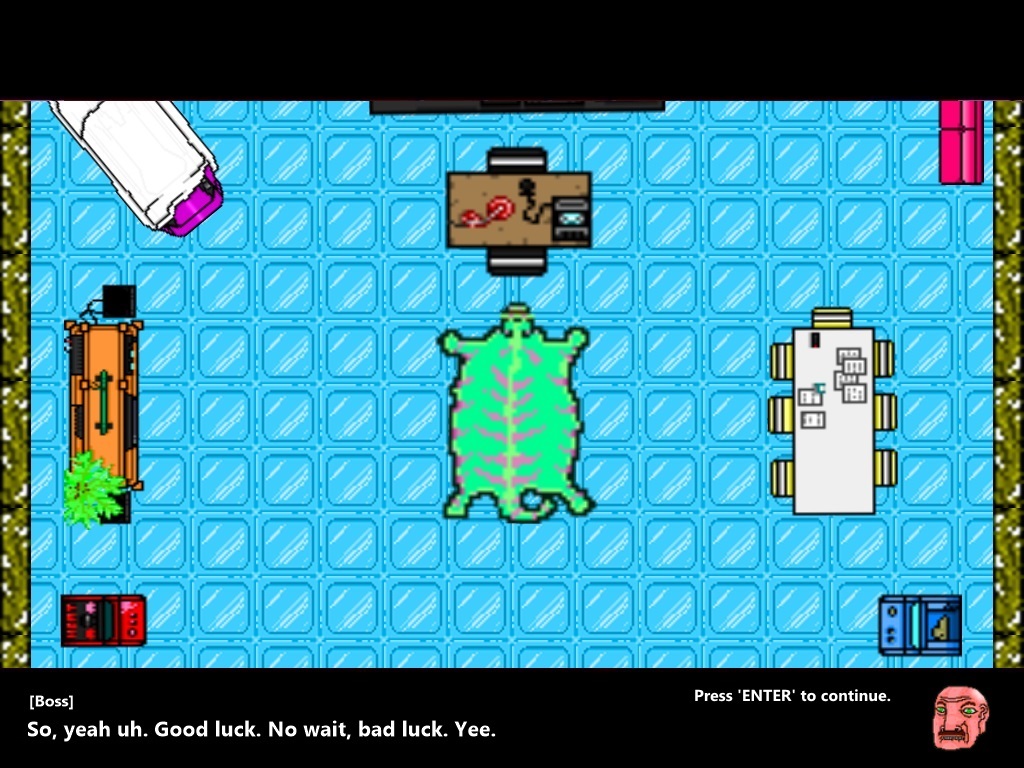 Press 'ENTER' to continue.
[Boss]
So, yeah uh. Good luck. No wait, bad luck. Yee.